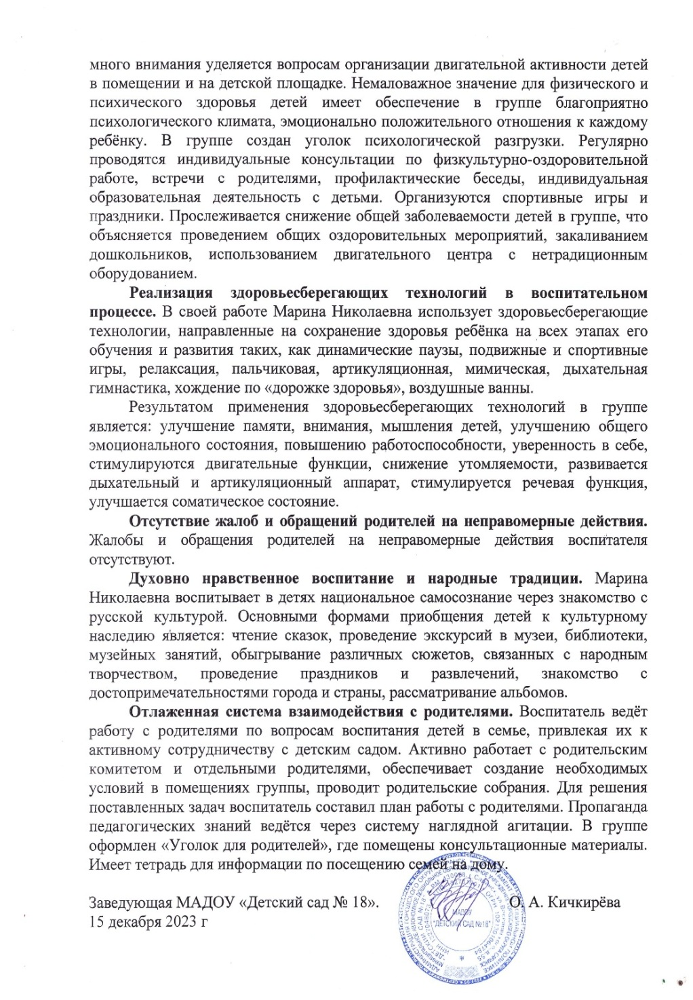 много внимания уделяется вопросам организации двигательной активности детей
в помещении и на детской площадке. Немаловажное значение для физического и
психического здоровья детей имеет обеспечение в группе благоприятно
психологического климата, эмоционально положительного отношения к каждому
ребёнку. В группе создан уголок психологической разгрузки. Регулярно
проводятся индивидуальные консультации по физкультурно-оздоровительной
работе, встречи с родителями, профилактические беседы, индивидуальная
образовательная деятельность с детьми. Организуются спортивные игры и
праздники. Прослеживается снижение общей заболеваемости детей в группе, что
объясняется проведением общих оздоровительных мероприятий, закаливанием
дошкольников, использованием двигательного центра с нетрадиционным
оборудованием.
Реализация здоровьесберегающих технологий в воспитательном
процессе. В своей работе Марина Николаевна использует здоровьесберегающие
технологии, направленные на сохранение здоровья ребёнка на всех этапах его
обучения и развития таких, как динамические паузы, подвижные и спортивные
игры, релаксация, пальчиковая, артикуляционная, мимическая, дыхательная
гимнастика, хождение по «дорожке здоровья», воздушные ванны.
Результатом применения здоровьесберегающих технологий в группе
является: улучшение памяти, внимания, мышления детей, улучшению общего
эмоционального состояния, повышению работоспособности, уверенность в себе,
стимулируются двигательные функции, снижение утомляемости, развивается
дыхательный и артикуляционный аппарат, стимулируется речевая функция,
улучшается соматическое состояние.
Отсутствие жалоб и обращений родителей на неправомерные действия.
Жалобы и обращения родителей на неправомерные действия воспитателя
отсутствуют.
Духовно нравственное воспитание и народные традиции. Марина
Николаевна воспитывает в детях национальное самосознание через знакомство с
русской культурой. Основными формами приобщения детей к культурному
наследию является: чтение сказок, проведение экскурсий в музеи, библиотеки,
музейных занятий, обыгрывание различных сюжетов, связанных с народным
творчеством, проведение праздников и развлечений, знакомство с
достопримечательностями города и страны, рассматривание альбомов.
Отлаженная система взаимодействия с родителями. Воспитатель ведёт
работу с родителями по вопросам воспитания детей в семье, привлекая их к
активному сотрудничеству с детским садом. Активно работает с родительским
комитетом и отдельными родителями, обеспечивает создание необходимых
условий в помещениях группы, проводит родительские собрания. Для решения
поставленных задач воспитатель составил план работы с родителями. Пропаганда
педагогических знаний ведётся через систему наглядной агитации. В группе
оформлен «Уголок для родителей», где помещены консультационные материалы.
Имеет тетрадь для информации по посещению семей на дому.
Заведующая МАДОУ «Детский сад № 18». О. А. Кичкирёва
15 декабря 2023 г
МАДОУ
"ДЕТСКИЙ САД №18"